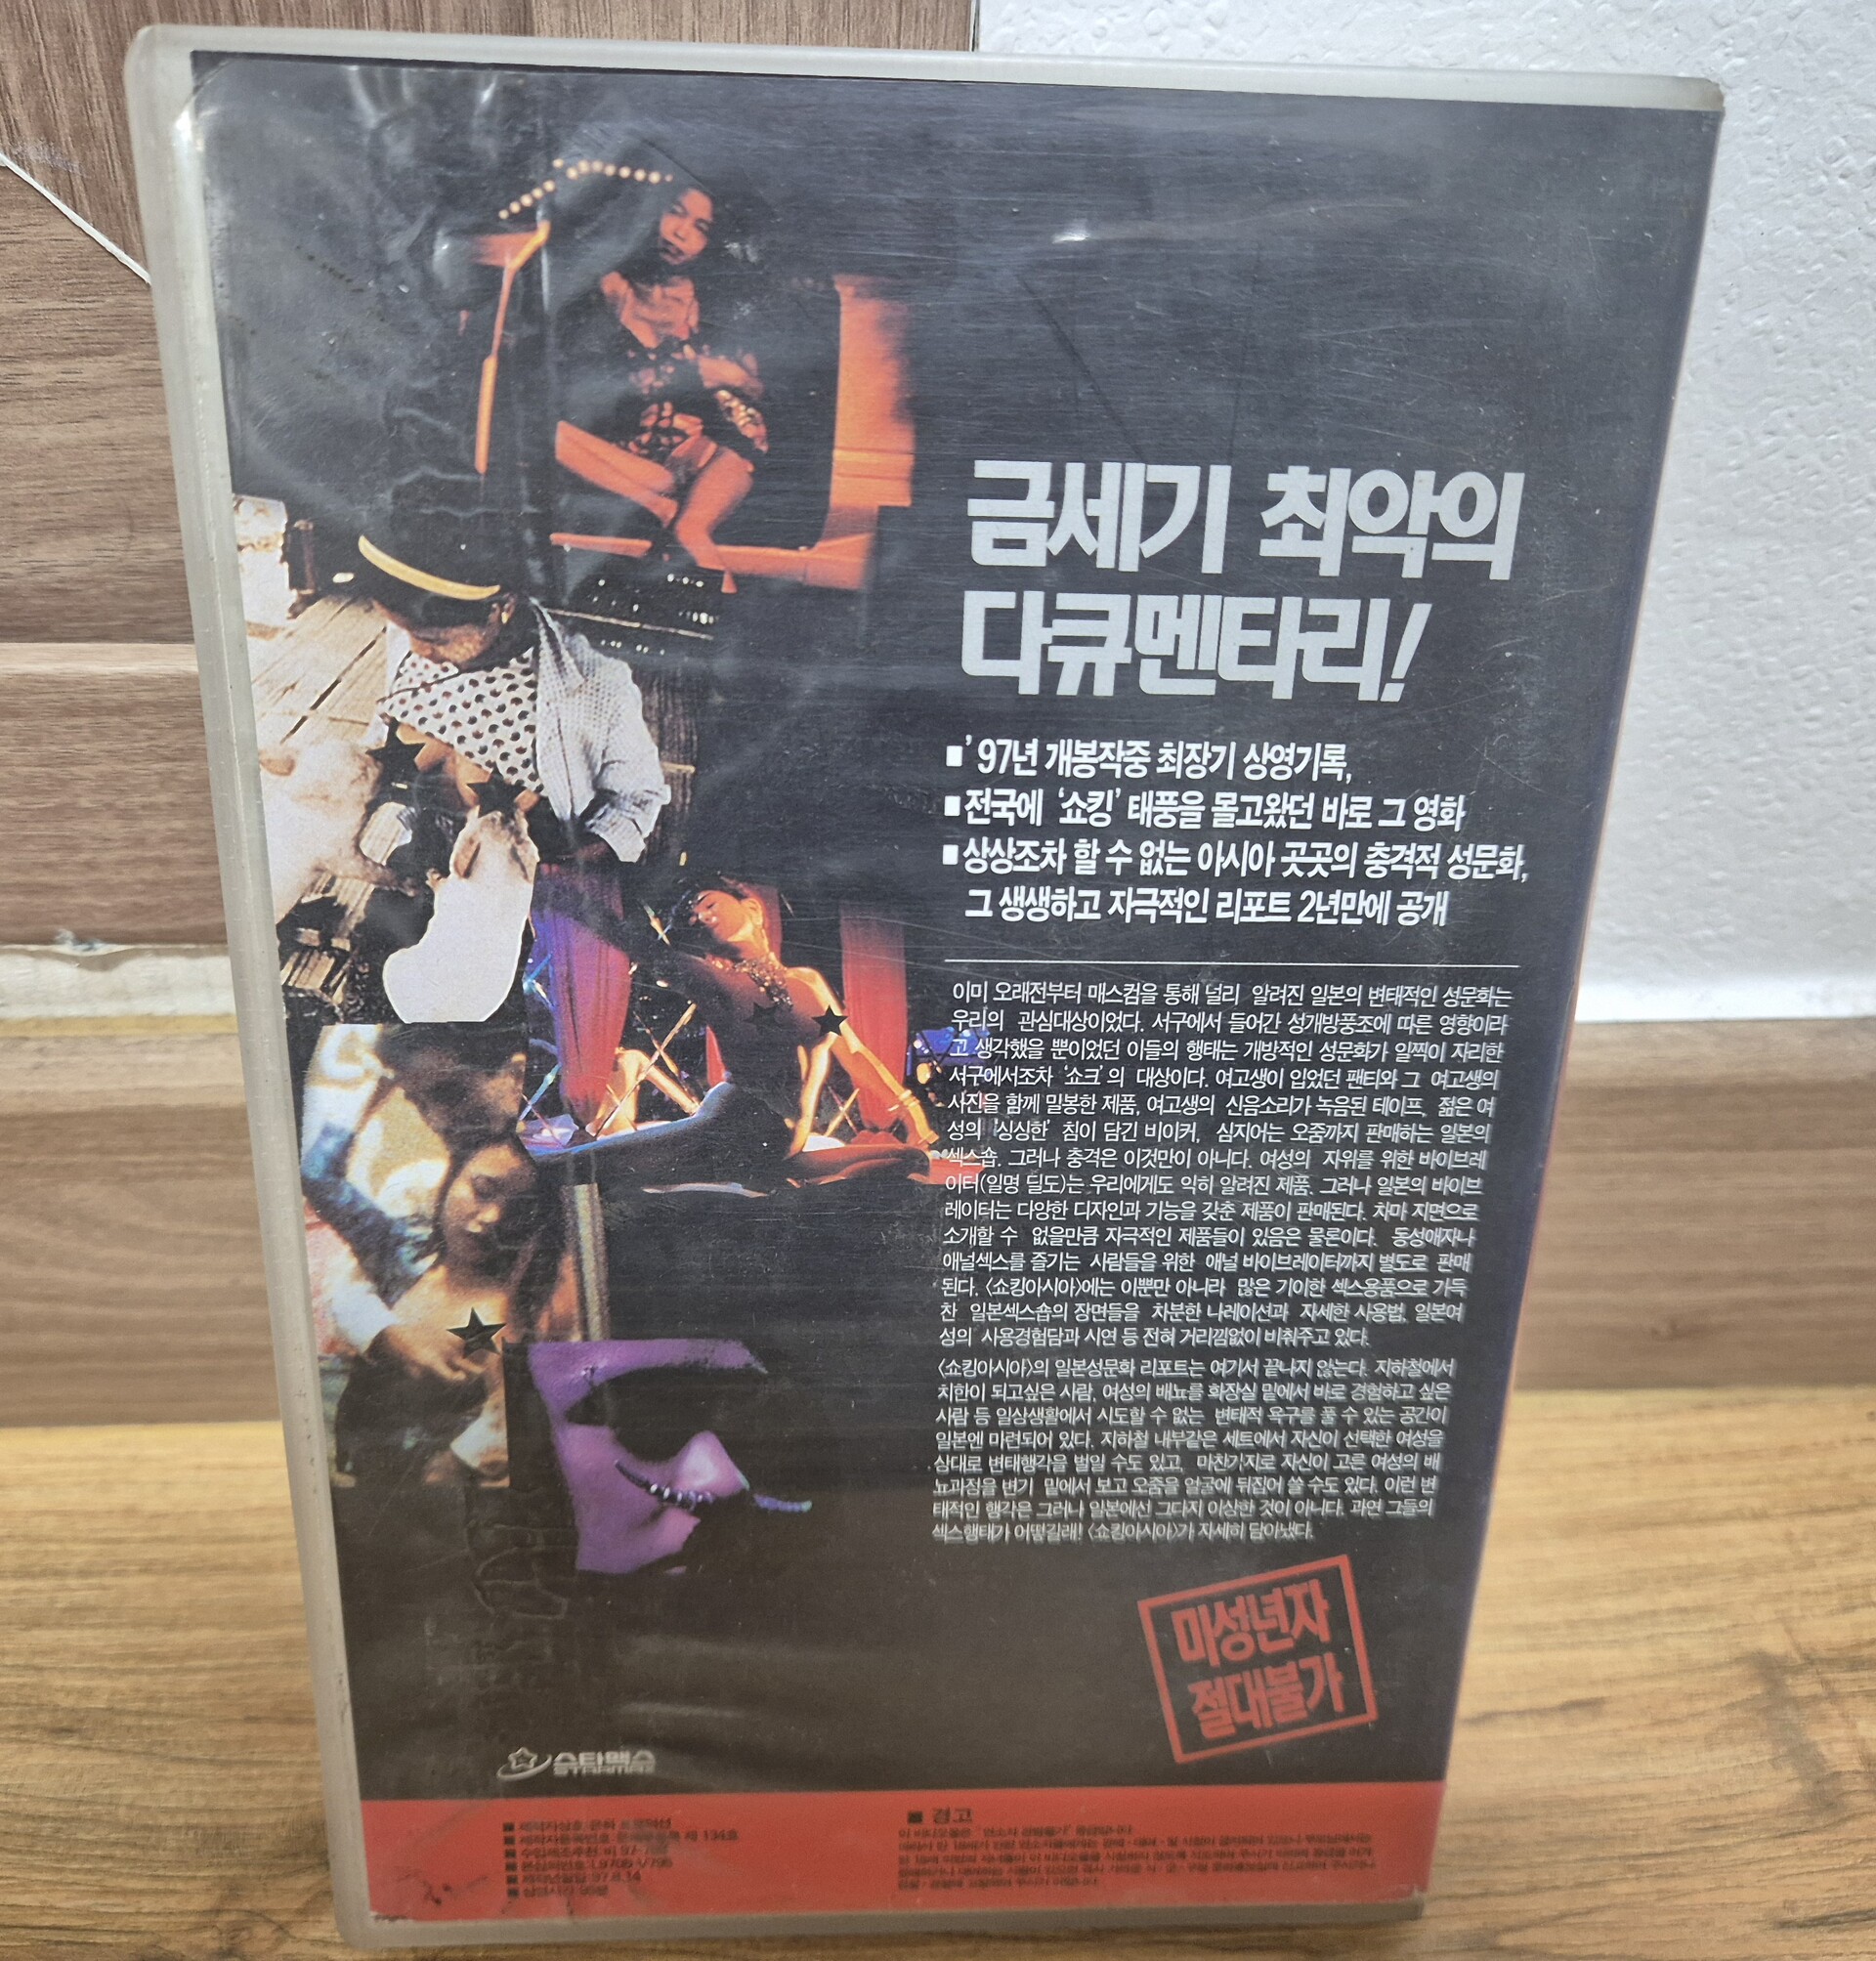 금세기 최악의
다큐멘타리!
■ '97년 개봉작중 최장기 상영기록,
■ 전국에 '쇼킹' 태풍을 몰고왔던 바로 그 영화
■ 상상조차 할 수 없는 아시아 곳곳의 충격적 성문화,
그 생생하고 자극적인 리포트 2년만에 공개
이미 오래전부터 매스컴을 통해 널리 알려진 일본의 변태적인 성문화는
우리의 관심대상이었다. 서구에서 들어간 성개방풍조에 따른 영향이라
고 생각했을 뿐이었던 이들의 행태는 개방적인 성문화가 일찍이 자리한
서구에서조차 '쇼크'의 대상이다. 여고생이 입었던 팬티와 그 여고생의
사진을 함께 밀봉한 제품, 여고생의 신음소리가 녹음된 테이프, 젊은 여
성의 '싱싱한' 침이 담긴 비이커, 심지어는 오줌까지 판매하는 일본의
섹스숍. 그러나 충격은 이것만이 아니다. 여성의 자위를 위한 바이브레
이터(일명 딜도)는 우리에게도 익히 알려진 제품. 그러나 일본의 바이브
레이터는 다양한 디자인과 기능을 갖춘 제품이 판매된다. 차마 지면으로
소개할 수 없을만큼 자극적인 제품들이 있음은 물론이다. 동성애자나
애널섹스를 즐기는 사람들을 위한 애널 바이브레이터까지 별도로 판매
된다. <쇼킹아시아>에는 이뿐만 아니라 많은 기이한 섹스용품으로 가득
찬 일본섹스숍의 장면들을 차분한 나레이션과 자세한 사용법, 일본여
성의 사용경험담과 시연 등 전혀 거리낌없이 비춰주고 있다.
<쇼킹아시아>의 일본성문화 리포트는 여기서 끝나지 않는다. 지하철에서
치한이 되고싶은 사람, 여성의 배뇨를 화장실 밑에서 바로 경험하고 싶은
사람 등 일상생활에서 시도할 수 없는 변태적 욕구를 풀 수 있는 공간이
일본엔 마련되어 있다. 지하철 내부같은 세트에서 자신이 선택한 여성을
상대로 변태행각을 벌일 수도 있고, 마찬가지로 자신이 고른 여성의 배
뇨과정을 변기 밑에서 보고 오줌을 얼굴에 뒤집어 쓸 수도 있다. 이런 변
태적인 행각은 그러나 일본에선 그다지 이상한 것이 아니다. 과연 그들의
섹스행태가 어떻길래! <쇼킹아시아>가 자세히 담아냈다.
미성년자
절대불가
스타맥스
STARMAX
■ 경고